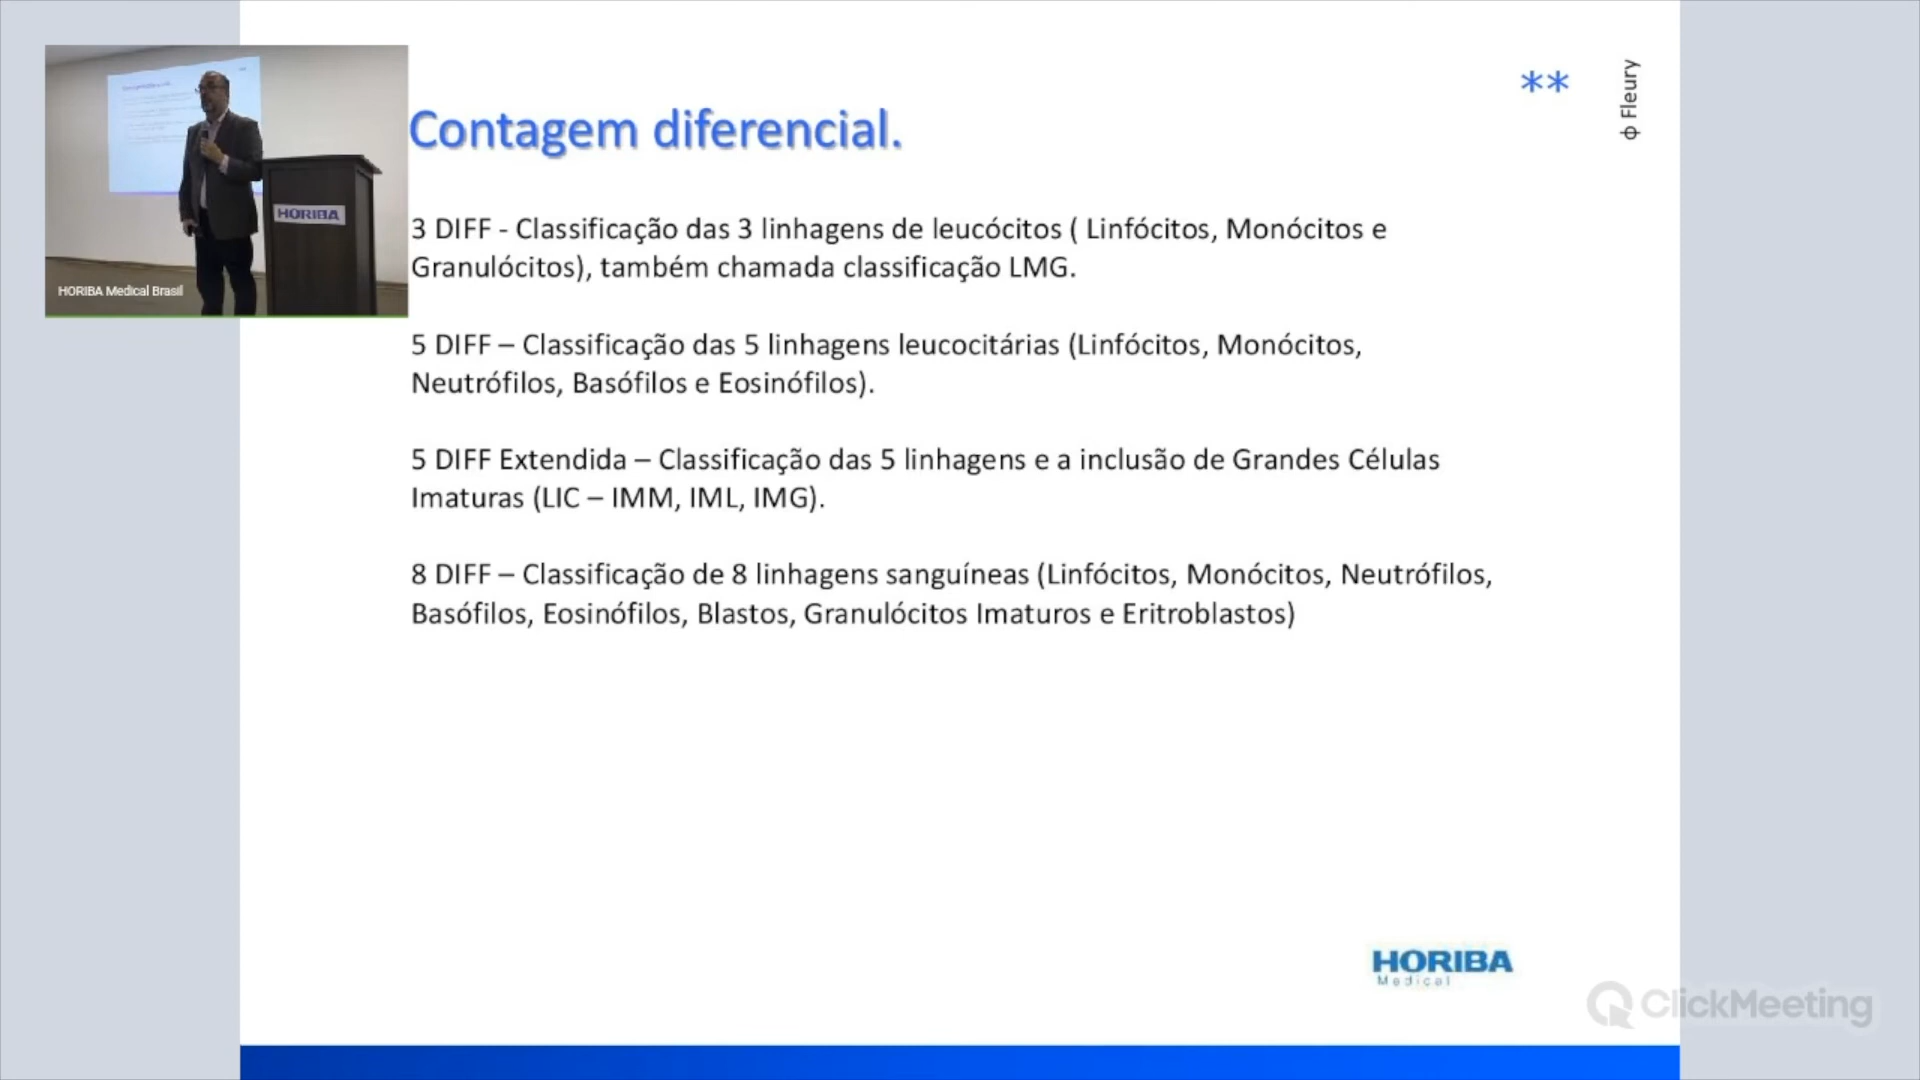 **
ф Fleury
Contagem diferencial.
HORIBA
HORIBA Medical Brasil
3 DIFF - Classificação das 3 linhagens de leucócitos ( Linfócitos, Monócitos e
Granulócitos), também chamada classificação LMG.
5 DIFF – Classificação das 5 linhagens leucocitárias (Linfócitos, Monócitos,
Neutrófilos, Basófilos e Eosinófilos).
5 DIFF Extendida – Classificação das 5 linhagens e a inclusão de Grandes Células
Imaturas (LIC – IMM, IML, IMG).
8 DIFF – Classificação de 8 linhagens sanguíneas (Linfócitos, Monócitos, Neutrófilos,
Basófilos, Eosinófilos, Blastos, Granulócitos Imaturos e Eritroblastos)
HORIBA
Medical
ClickMeeting